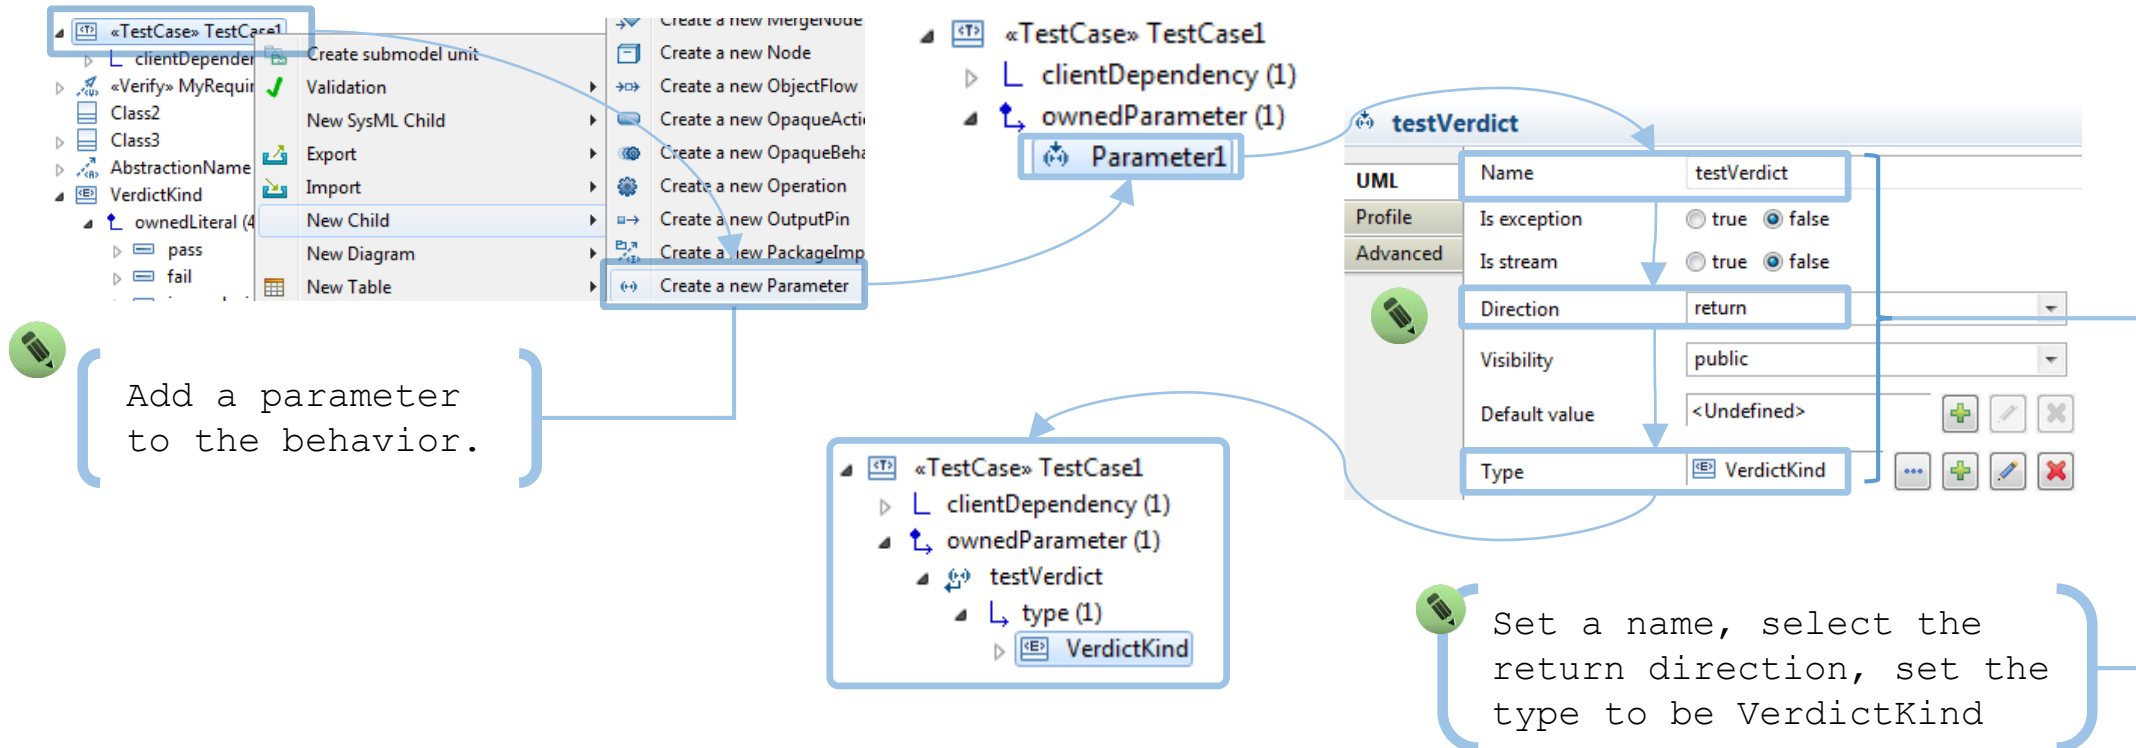 «TestCase» TestCase1
clientDepender
«Verify» MyRequir
Class2
Class3
AbstractionName
VerdictKind
ownedLiteral (4
pass
fail
Create submodel unit
Validation
New SysML Child
Export
Import
New Child
New Diagram
New Table
Create a new MergeNode
Create a new Node
Create a new ObjectFlow
Create a new OpaqueActi
Create a new OpaqueBeha
Create a new Operation
Create a new OutputPin
Create a new PackageImp
Create a new Parameter
Add a parameter
to the behavior.
«TestCase» TestCase1
clientDependency (1)
ownedParameter (1)
Parameter1
testVerdict
UML
Profile
Advanced
Name testVerdict
Is exception true false
Is stream true false
Direction return
Visibility public
Default value <Undefined>
Type VerdictKind
«TestCase» TestCase1
clientDependency (1)
ownedParameter (1)
testVerdict
type (1)
VerdictKind
Set a name, select the
return direction, set the
type to be VerdictKind